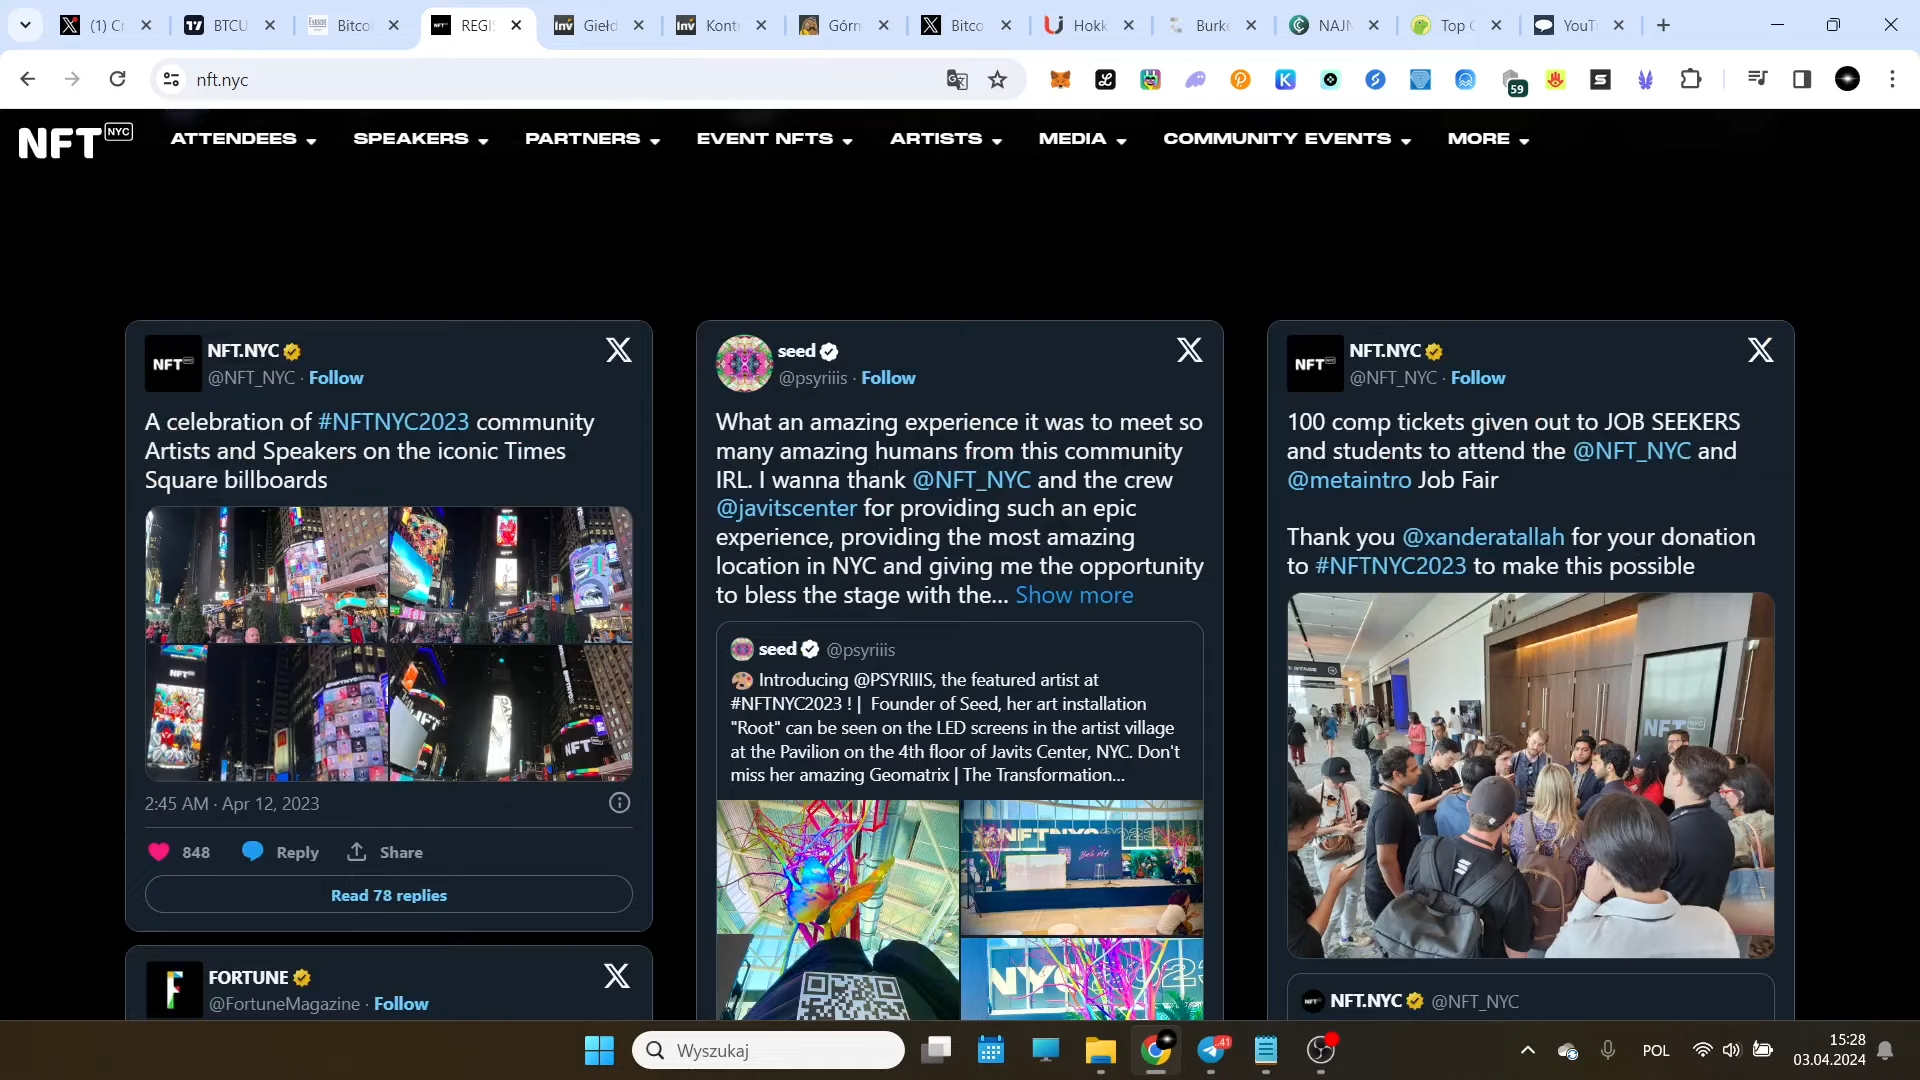 (1) Cr
BTCU
Bitco
REGIS
Giełd
Kont
Górn
Bitco
Hokk
Burke
NAJN
Top C
YouT
nft.nyc
59
NFT NYC
ATTENDEES
SPEAKERS
PARTNERS
EVENT NFTS
ARTISTS
MEDIA
COMMUNITY EVENTS
MORE
NFT.NYC
@NFT_NYC · Follow
A celebration of #NFTNYC2023 community
Artists and Speakers on the iconic Times
Square billboards
2:45 AM · Apr 12, 2023
848 Reply Share
Read 78 replies
FORTUNE
@FortuneMagazine · Follow
seed
@psyriiis · Follow
What an amazing experience it was to meet so
many amazing humans from this community
IRL. I wanna thank @NFT_NYC and the crew
@javitscenter for providing such an epic
experience, providing the most amazing
location in NYC and giving me the opportunity
to bless the stage with the... Show more
seed @psyriiis
Introducing @PSYRIIIS, the featured artist at
#NFTNYC2023 ! | Founder of Seed, her art installation
"Root" can be seen on the LED screens in the artist village
at the Pavilion on the 4th floor of Javits Center, NYC. Don't
miss her amazing Geomatrix | The Transformation...
NFT.NYC
@NFT_NYC · Follow
100 comp tickets given out to JOB SEEKERS
and students to attend the @NFT_NYC and
@metaintro Job Fair
Thank you @xanderatallah for your donation
to #NFTNYC2023 to make this possible
NFT.NYC @NFT_NYC
Wyszukaj
41
POL
15:28
03.04.2024